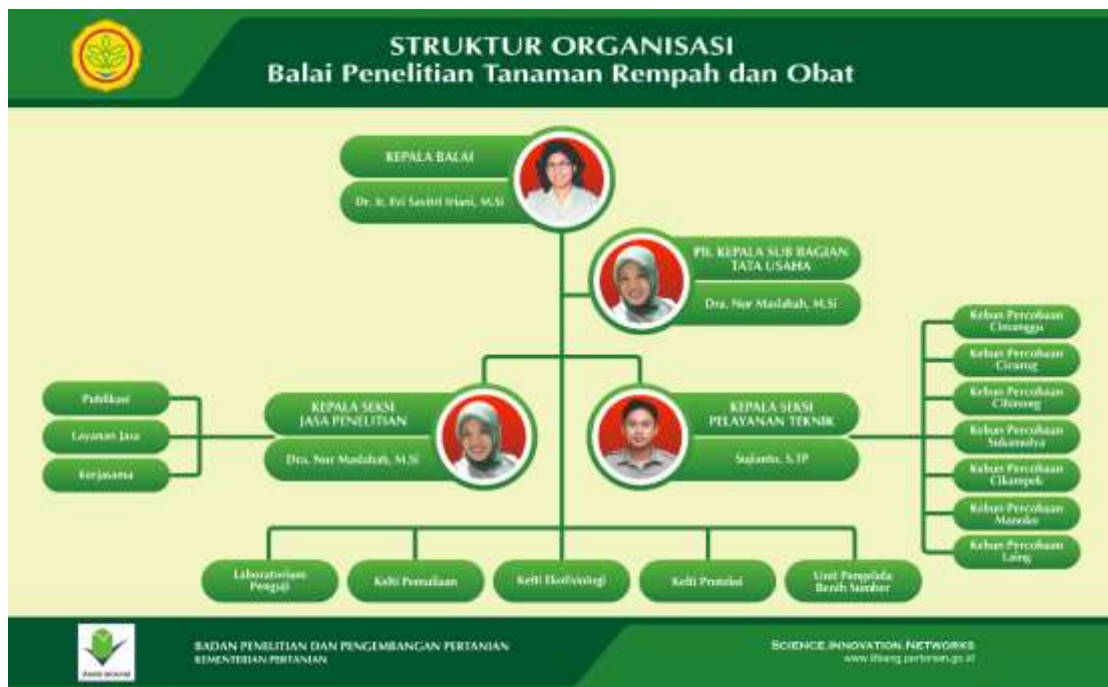 STRUKTUR ORGANISASI
Balai Penelitian Tanaman Rempah dan Obat
KEPALA BALAI
Dr. Ir. Evi Savitri Iriani, M.Si
Plt. KEPALA SUB BAGIAN
TATA USAHA
Dra. Nur Maslahah, M.Si
KEPALA SEKSI
JASA PENELITIAN
Dra. Nur Maslahah, M.Si
KEPALA SEKSI
PELAYANAN TEKNIK
Sujianto, S.TP
Publikasi
Layanan Jasa
Kerjasama
Kebun Percobaan
Cimanggu
Kebun Percobaan
Cicurug
Kebun Percobaan
Cibinong
Kebun Percobaan
Sukamulya
Kebun Percobaan
Cikampek
Kebun Percobaan
Manoko
Kebun Percobaan
Laing
Laboratorium
Penguji
Kelti Pemuliaan
Kelti Ekofisiologi
Kelti Proteksi
Unit Pengelola
Benih Sumber
BADAN PENELITIAN DAN PENGEMBANGAN PERTANIAN
KEMENTERIAN PERTANIAN
SCIENCE.INNOVATION.NETWORKS
www.litbang.pertanian.go.id